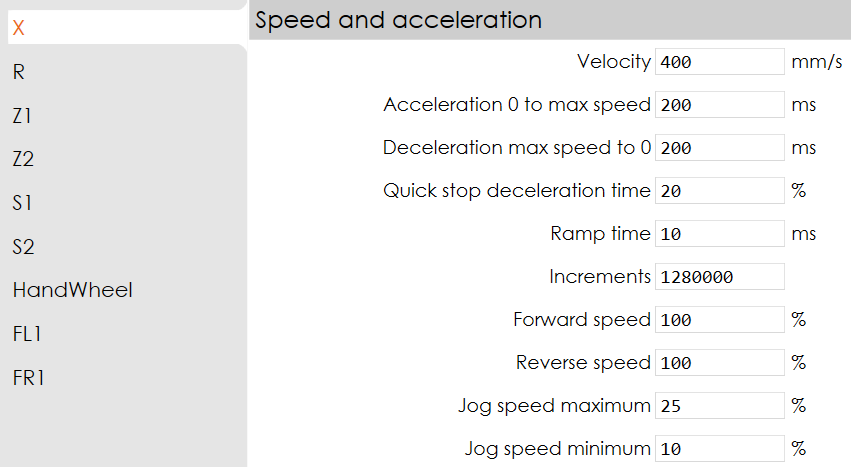 X
R
Z1
Z2
S1
S2
HandWheel
FL1
FR1
Speed and acceleration
Velocity 400 mm/s
Acceleration 0 to max speed 200 ms
Deceleration max speed to 0 200 ms
Quick stop deceleration time 20 %
Ramp time 10 ms
Increments 1280000
Forward speed 100 %
Reverse speed 100 %
Jog speed maximum 25 %
Jog speed minimum 10 %